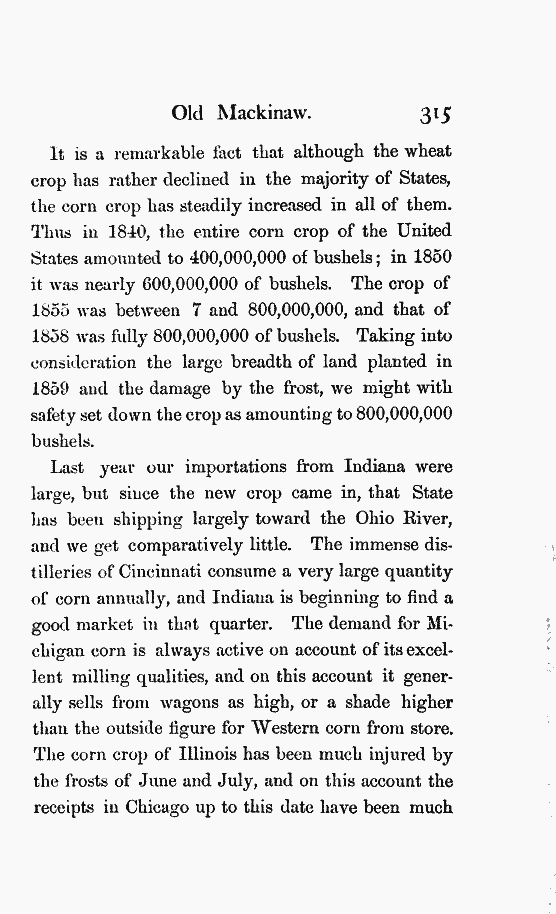 Old Mackinaw. 315
It is a remarkable fact that although the wheat
crop has rather declined in the majority of States,
the corn crop has steadily increased in all of them.
Thus in 1840, the entire corn crop of the United
States amounted to 400,000,000 of bushels; in 1850
it was nearly 600,000,000 of bushels. The crop of
1855 was between 7 and 800,000,000, and that of
1858 was fully 800,000,000 of bushels. Taking into
consideration the large breadth of land planted in
1859 and the damage by the frost, we might with
safety set down the crop as amounting to 800,000,000
bushels.
Last year our importations from Indiana were
large, but since the new crop came in, that State
has been shipping largely toward the Ohio River,
and we get comparatively little. The immense dis-
tilleries of Cincinnati consume a very large quantity
of corn annually, and Indiana is beginning to find a
good market in that quarter. The demand for Mi-
chigan corn is always active on account of its excel-
lent milling qualities, and on this account it gener-
ally sells from wagons as high, or a shade higher
than the outside figure for Western corn from store.
The corn crop of Illinois has been much injured by
the frosts of June and July, and on this account the
receipts in Chicago up to this date have been much